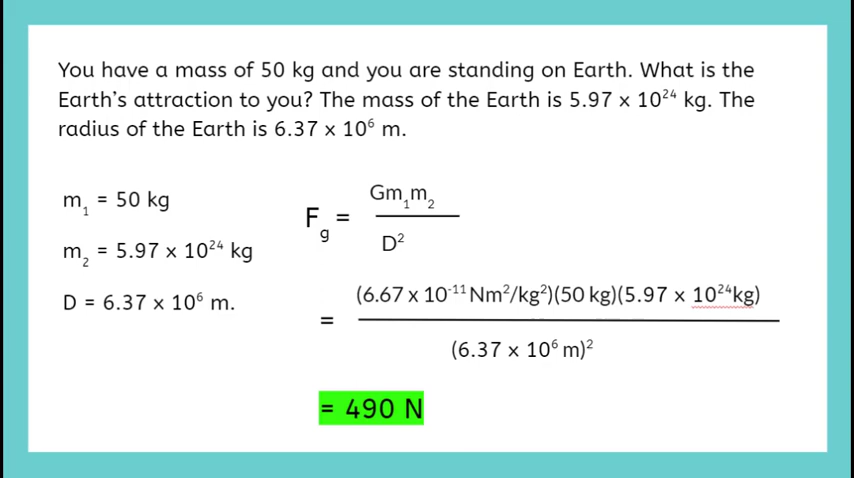 You have a mass of 50 kg and you are standing on Earth. What is the
Earth's attraction to you? The mass of the Earth is 5.97 x 10²⁴ kg. The
radius of the Earth is 6.37 x 10⁶ m.
m₁ = 50 kg
m₂ = 5.97 x 10²⁴ kg
D = 6.37 x 10⁶ m.
Gm₁m₂
F_g =
D²
(6.67 x 10⁻¹¹ Nm²/kg²)(50 kg)(5.97 x 10²⁴kg)
=
(6.37 x 10⁶ m)²
= 490 N